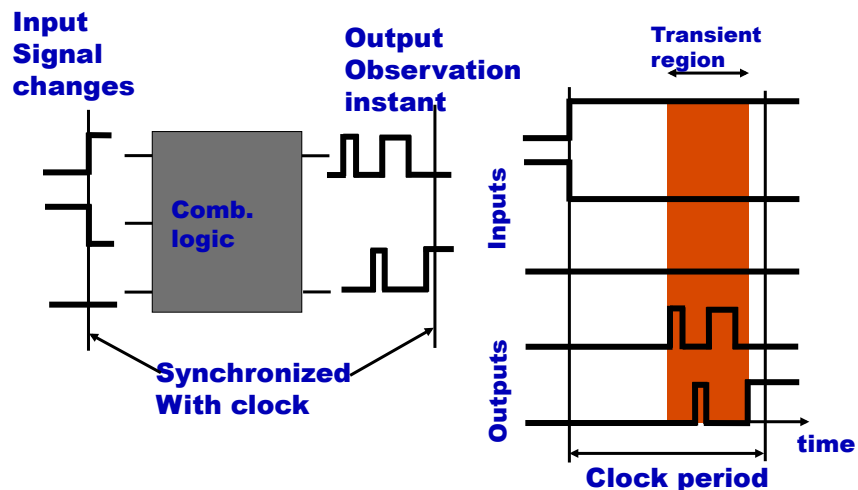 Input
Signal
changes
Output
Observation
instant
Comb.
logic
Synchronized
With clock
Transient
region
Inputs
Outputs
time
Clock period